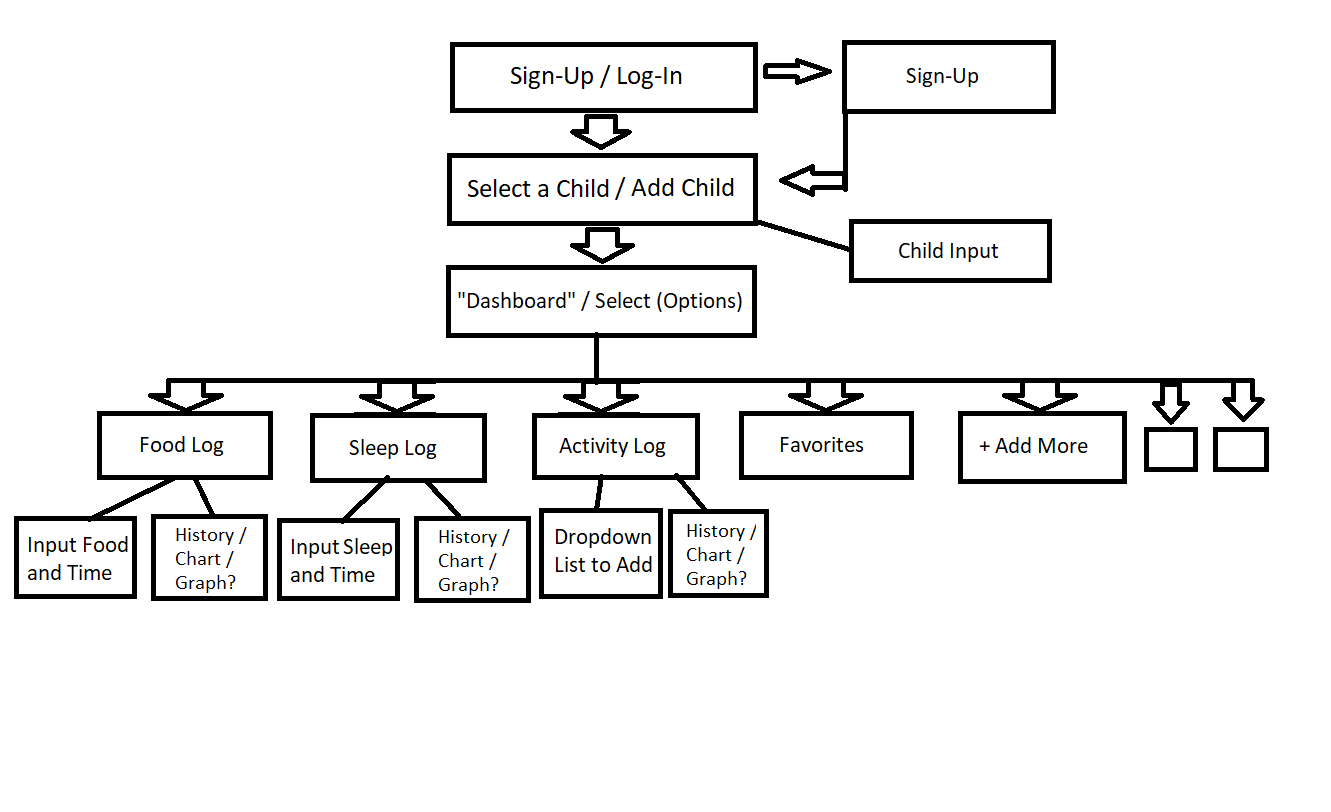 Sign-Up / Log-In
Sign-Up
Select a Child / Add Child
Child Input
"Dashboard" / Select (Options)
Food Log
Sleep Log
Activity Log
Favorites
+ Add More
Input Food
and Time
History /
Chart /
Graph?
Input Sleep
and Time
History /
Chart /
Graph?
Dropdown
List to Add
History /
Chart /
Graph?